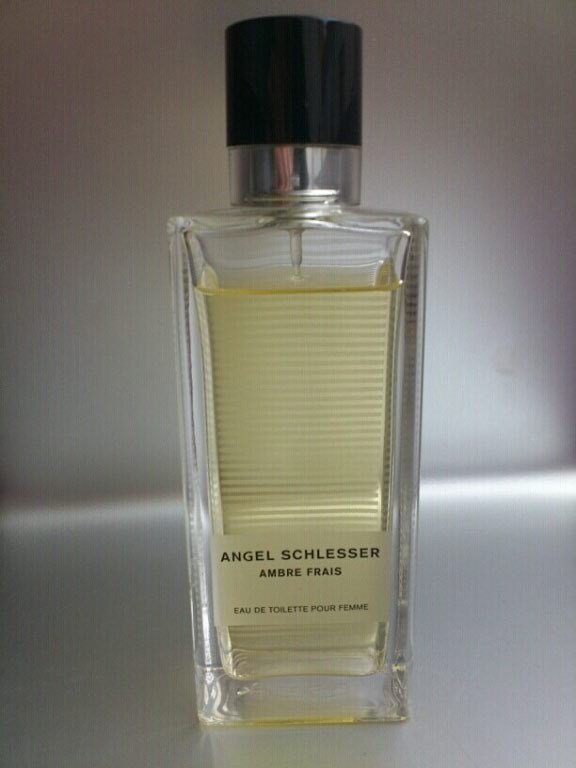 ANGEL SCHLESSER
AMBRE FRAIS
EAU DE TOILETTE POUR FEMME